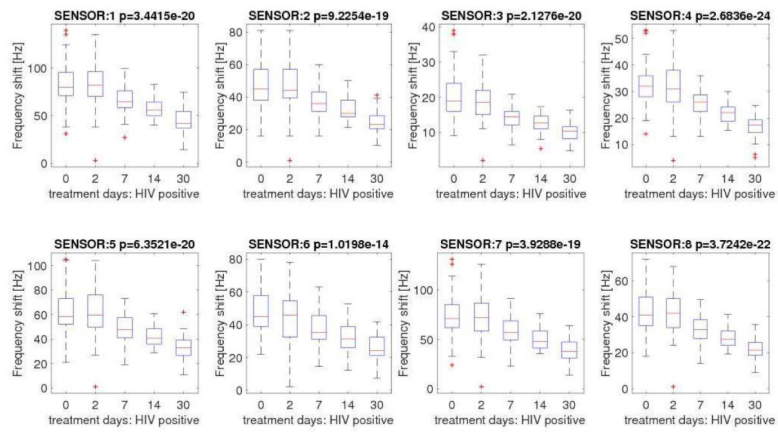 SENSOR:1 p=3.4415e-20
SENSOR:2 p=9.2254e-19
SENSOR:3 p=2.1276e-20
SENSOR:4 p=2.6836e-24
Frequency shift [Hz]
100
50
0
Frequency shift [Hz]
80
60
40
20
0
Frequency shift [Hz]
40
30
20
10
Frequency shift [Hz]
50
40
30
20
10
0 2 7 14 30
0 2 7 14 30
0 2 7 14 30
0 2 7 14 30
treatment days: HIV positive
treatment days: HIV positive
treatment days: HIV positive
treatment days: HIV positive
SENSOR:5 p=6.3521e-20
SENSOR:6 p=1.0198e-14
SENSOR:7 p=3.9288e-19
SENSOR:8 p=3.7242e-22
Frequency shift [Hz]
100
80
60
40
20
0
Frequency shift [Hz]
80
60
40
20
0
Frequency shift [Hz]
100
50
0
Frequency shift [Hz]
60
40
20
0
0 2 7 14 30
0 2 7 14 30
0 2 7 14 30
0 2 7 14 30
treatment days: HIV positive
treatment days: HIV positive
treatment days: HIV positive
treatment days: HIV positive